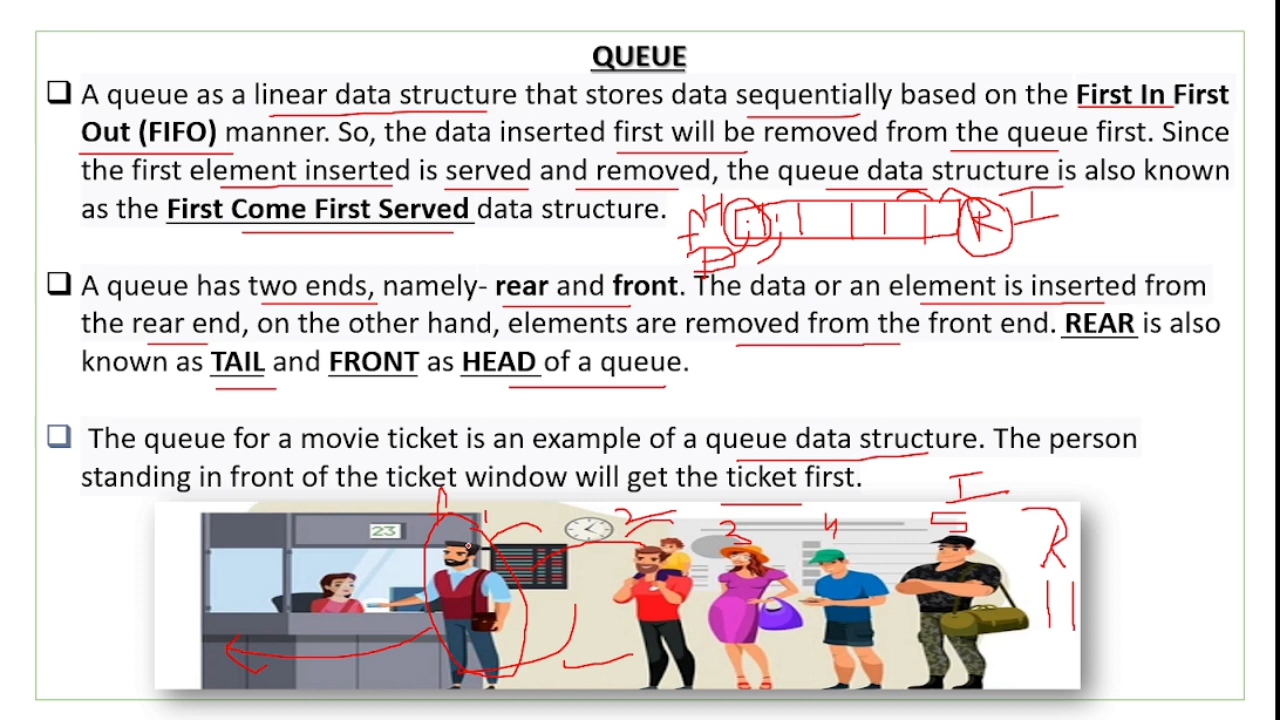 QUEUE
A queue as a linear data structure that stores data sequentially based on the First In First
Out (FIFO) manner. So, the data inserted first will be removed from the queue first. Since
the first element inserted is served and removed, the queue data structure is also known
as the First Come First Served data structure.
H R I
D
A queue has two ends, namely- rear and front. The data or an element is inserted from
the rear end, on the other hand, elements are removed from the front end. REAR is also
known as TAIL and FRONT as HEAD of a queue.
The queue for a movie ticket is an example of a queue data structure. The person
standing in front of the ticket window will get the ticket first.
I
1 2 3 4 5 R
23